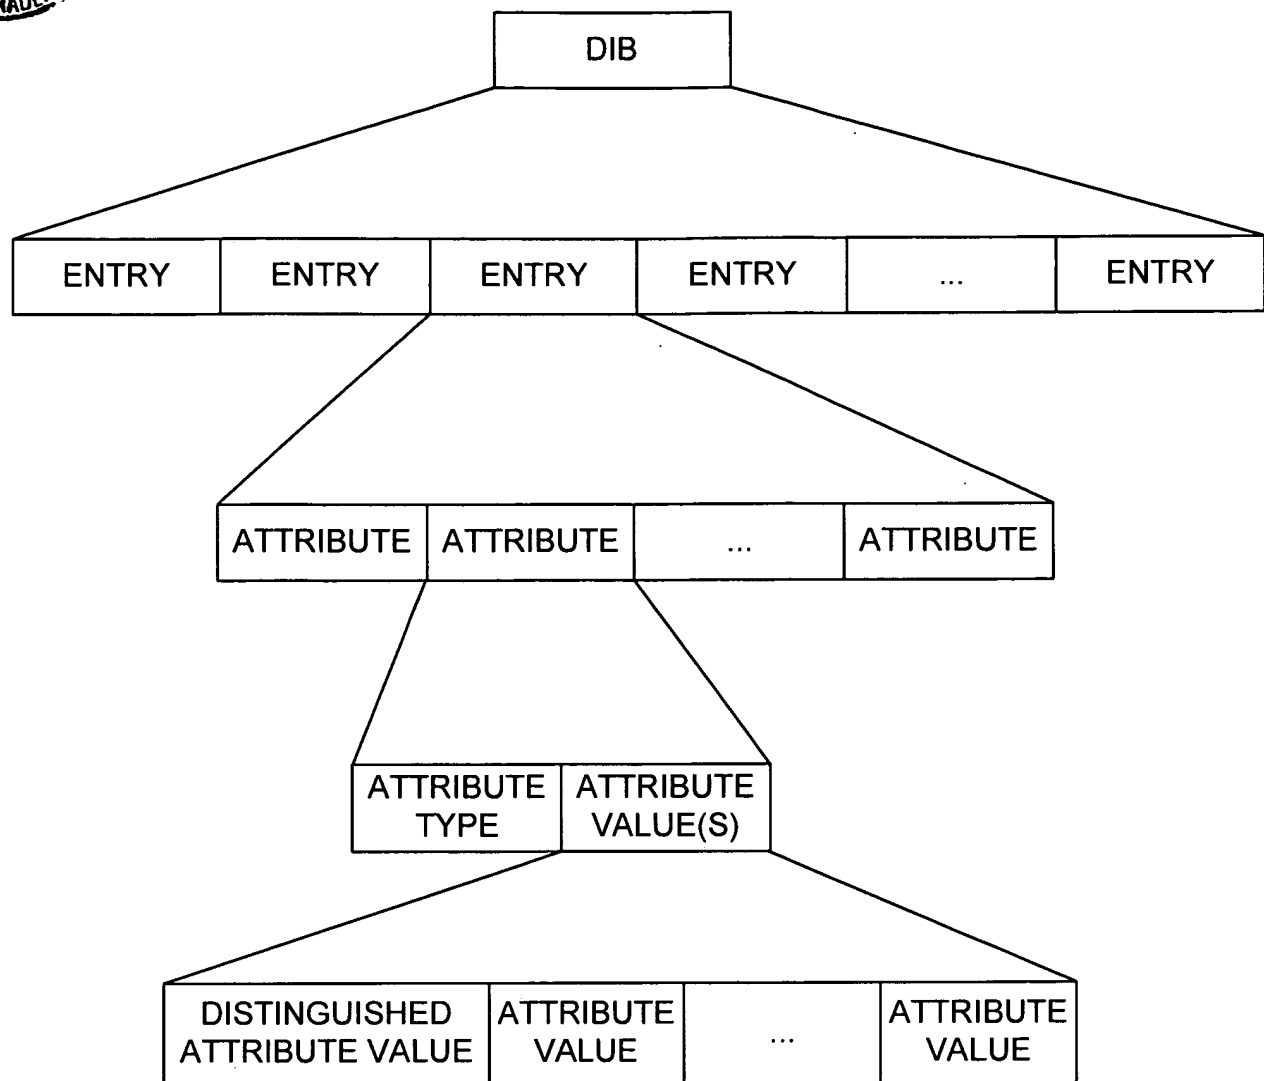 DIB
ENTRY ENTRY ENTRY ENTRY ... ENTRY
ATTRIBUTE ATTRIBUTE ... ATTRIBUTE
ATTRIBUTE ATTRIBUTE
TYPE VALUE(S)
DISTINGUISHED ATTRIBUTE ... ATTRIBUTE
ATTRIBUTE VALUE VALUE VALUE